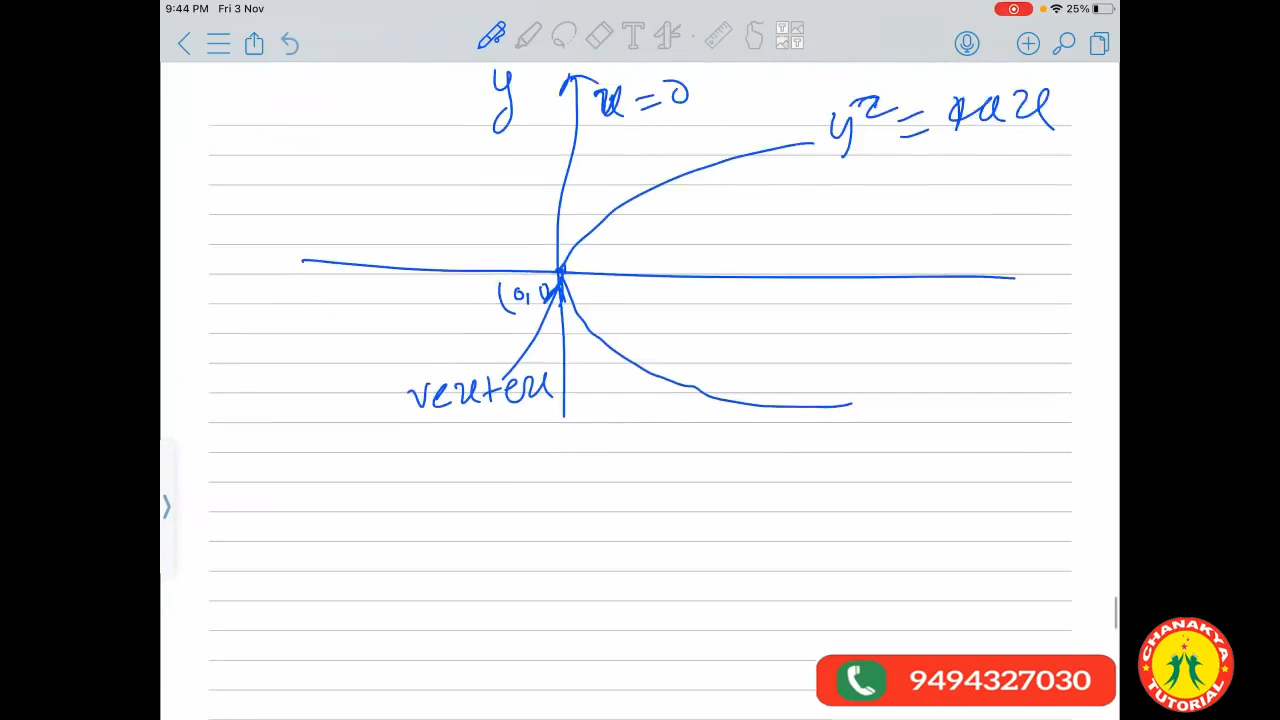 9:44 PM Fri 3 Nov
25%
y
x = 0
y² = 4ax
(0, 0)
vertex
9494327030
CHANAKYA
TUTORIAL